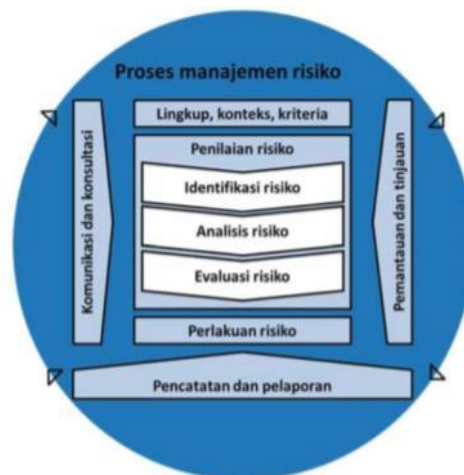 Proses manajemen risiko
Lingkup, konteks, kriteria
Komunikasi dan konsultasi
Penilaian risiko
Identifikasi risiko
Analisis risiko
Evaluasi risiko
Pemantauan dan tinjauan
Perlakuan risiko
Pencatatan dan pelaporan